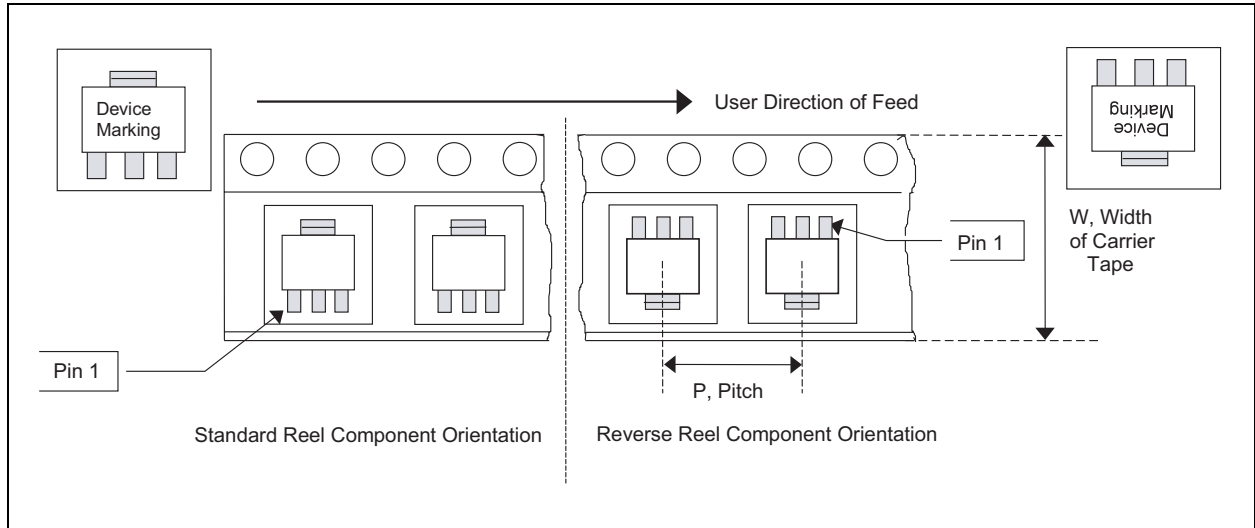 Device
Marking
User Direction of Feed
Device
Marking
Pin 1
W, Width
of Carrier
Tape
Pin 1
P, Pitch
Standard Reel Component Orientation
Reverse Reel Component Orientation